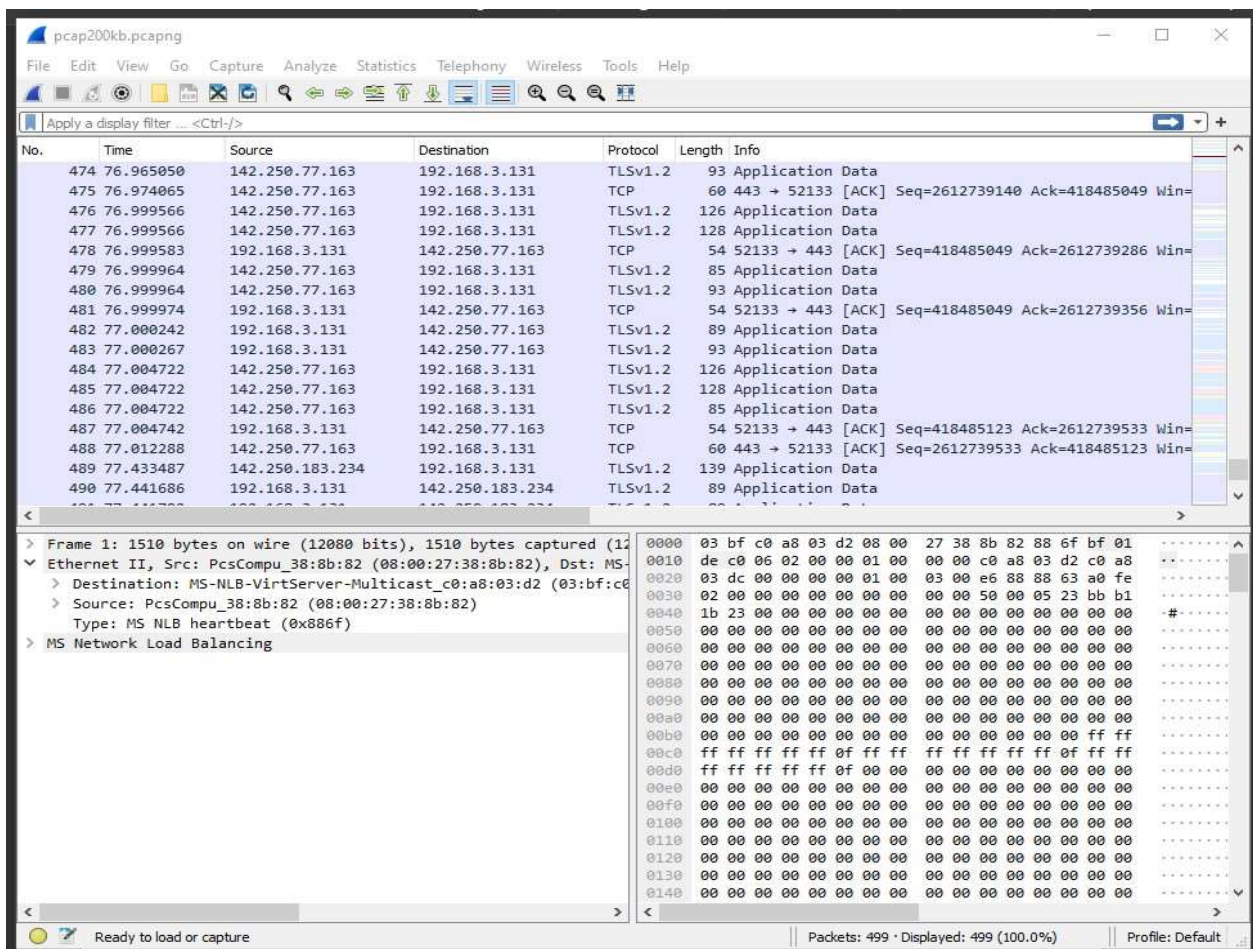 pcap200kb.pcapng
File Edit View Go Capture Analyze Statistics Telephony Wireless Tools Help
Apply a display filter ... <Ctrl-/>
No. Time Source Destination Protocol Length Info
474 76.965050 142.250.77.163 192.168.3.131 TLSv1.2 93 Application Data
475 76.974065 142.250.77.163 192.168.3.131 TCP 60 443 → 52133 [ACK] Seq=2612739140 Ack=418485049 Win=
476 76.999566 142.250.77.163 192.168.3.131 TLSv1.2 126 Application Data
477 76.999566 142.250.77.163 192.168.3.131 TLSv1.2 128 Application Data
478 76.999583 192.168.3.131 142.250.77.163 TCP 54 52133 → 443 [ACK] Seq=418485049 Ack=2612739286 Win=
479 76.999964 142.250.77.163 192.168.3.131 TLSv1.2 85 Application Data
480 76.999964 142.250.77.163 192.168.3.131 TLSv1.2 93 Application Data
481 76.999974 192.168.3.131 142.250.77.163 TCP 54 52133 → 443 [ACK] Seq=418485049 Ack=2612739356 Win=
482 77.000242 192.168.3.131 142.250.77.163 TLSv1.2 89 Application Data
483 77.000267 192.168.3.131 142.250.77.163 TLSv1.2 93 Application Data
484 77.004722 142.250.77.163 192.168.3.131 TLSv1.2 126 Application Data
485 77.004722 142.250.77.163 192.168.3.131 TLSv1.2 128 Application Data
486 77.004722 142.250.77.163 192.168.3.131 TLSv1.2 85 Application Data
487 77.004742 192.168.3.131 142.250.77.163 TCP 54 52133 → 443 [ACK] Seq=418485123 Ack=2612739533 Win=
488 77.012288 142.250.77.163 192.168.3.131 TCP 60 443 → 52133 [ACK] Seq=2612739533 Ack=418485123 Win=
489 77.433487 142.250.183.234 192.168.3.131 TLSv1.2 139 Application Data
490 77.441686 192.168.3.131 142.250.183.234 TLSv1.2 89 Application Data
Frame 1: 1510 bytes on wire (12080 bits), 1510 bytes captured (12
Ethernet II, Src: PcsCompu_38:8b:82 (08:00:27:38:8b:82), Dst: MS-
Destination: MS-NLB-VirtServer-Multicast_c0:a8:03:d2 (03:bf:c0
Source: PcsCompu_38:8b:82 (08:00:27:38:8b:82)
Type: MS NLB heartbeat (0x886f)
MS Network Load Balancing
0000 03 bf c0 a8 03 d2 08 00 27 38 8b 82 88 6f bf 01 ········
0010 de c0 06 02 00 00 01 00 00 00 c0 a8 03 d2 c0 a8 ········
0020 03 dc 00 00 00 00 01 00 03 00 e6 88 88 63 a0 fe ········
0030 02 00 00 00 00 00 00 00 00 00 50 00 05 23 bb b1 ········
0040 1b 23 00 00 00 00 00 00 00 00 00 00 00 00 00 00 ·#······
0050 00 00 00 00 00 00 00 00 00 00 00 00 00 00 00 00 ········
0060 00 00 00 00 00 00 00 00 00 00 00 00 00 00 00 00 ········
0070 00 00 00 00 00 00 00 00 00 00 00 00 00 00 00 00 ········
0080 00 00 00 00 00 00 00 00 00 00 00 00 00 00 00 00 ········
0090 00 00 00 00 00 00 00 00 00 00 00 00 00 00 00 00 ········
00a0 00 00 00 00 00 00 00 00 00 00 00 00 00 00 00 00 ········
00b0 00 00 00 00 00 00 00 00 00 00 00 00 00 00 ff ff ········
00c0 ff ff ff ff ff 0f ff ff ff ff ff ff ff 0f ff ff ········
00d0 ff ff ff ff ff 0f 00 00 00 00 00 00 00 00 00 00 ········
00e0 00 00 00 00 00 00 00 00 00 00 00 00 00 00 00 00 ········
00f0 00 00 00 00 00 00 00 00 00 00 00 00 00 00 00 00 ········
0100 00 00 00 00 00 00 00 00 00 00 00 00 00 00 00 00 ········
0110 00 00 00 00 00 00 00 00 00 00 00 00 00 00 00 00 ········
0120 00 00 00 00 00 00 00 00 00 00 00 00 00 00 00 00 ········
0130 00 00 00 00 00 00 00 00 00 00 00 00 00 00 00 00 ········
0140 00 00 00 00 00 00 00 00 00 00 00 00 00 00 00 00 ········
Ready to load or capture Packets: 499 · Displayed: 499 (100.0%) Profile: Default